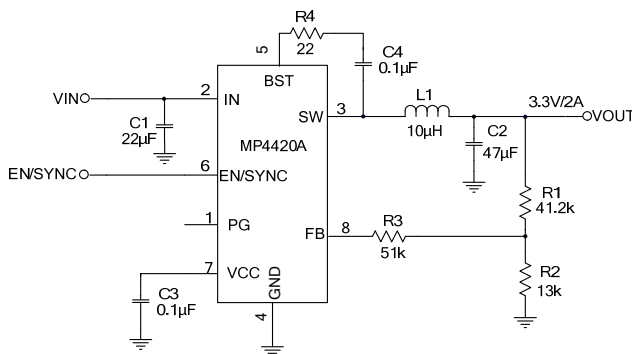 R4
22
C4
0.1µF
5
BST
VIN
2
IN
SW
3
L1
10µH
3.3V/2A
VOUT
C1
22µF
MP4420A
C2
47µF
EN/SYNC
6
EN/SYNC
R1
41.2k
1
PG
FB
8
R3
51k
7
VCC
GND
4
C3
0.1µF
R2
13k